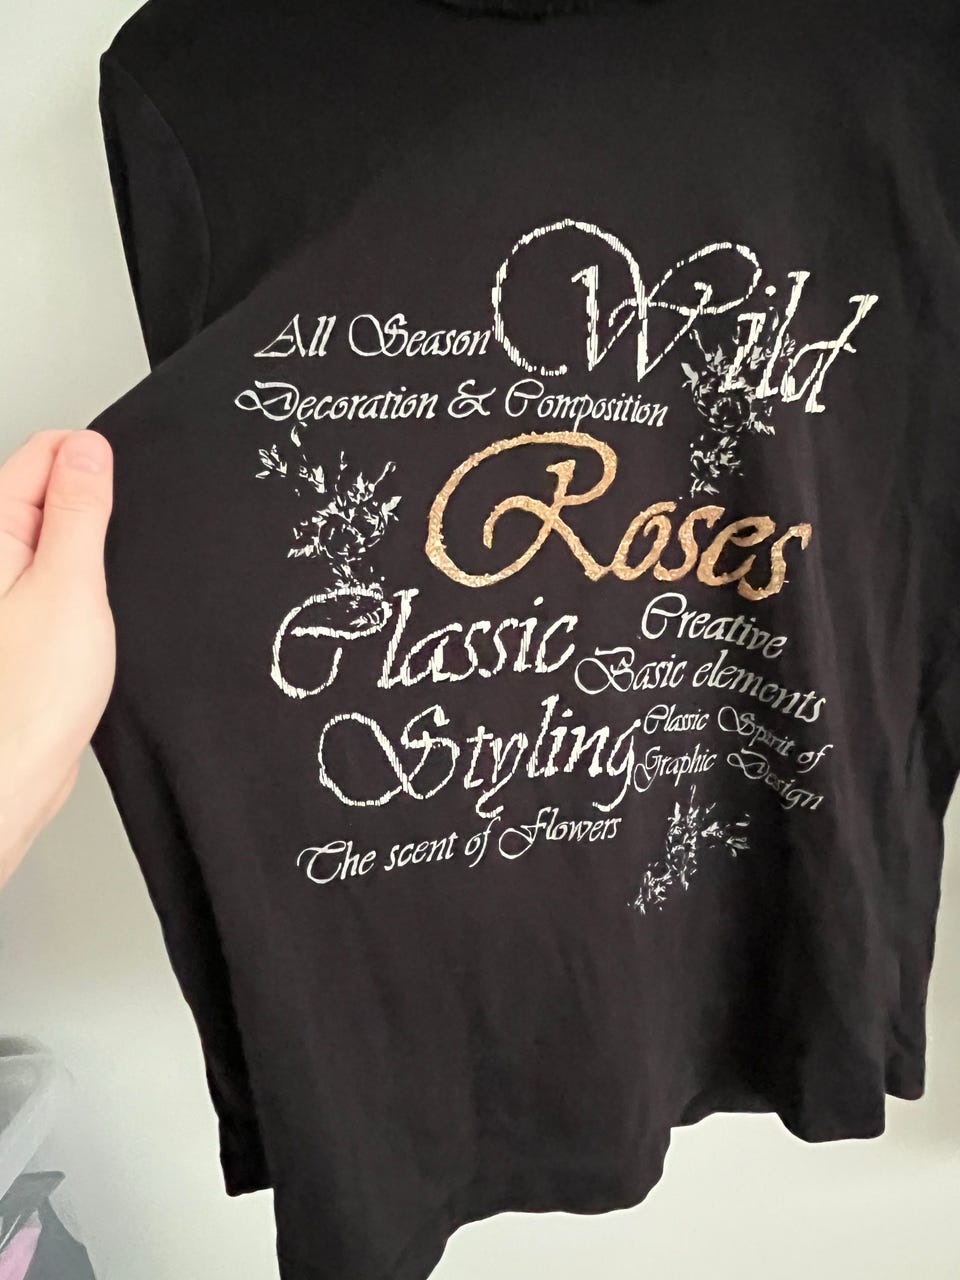 Wild
All Season
Decoration & Composition
Roses
Classic
Creative
Basic elements
Styling
Classic Spirit of
Graphic Design
The scent of Flowers